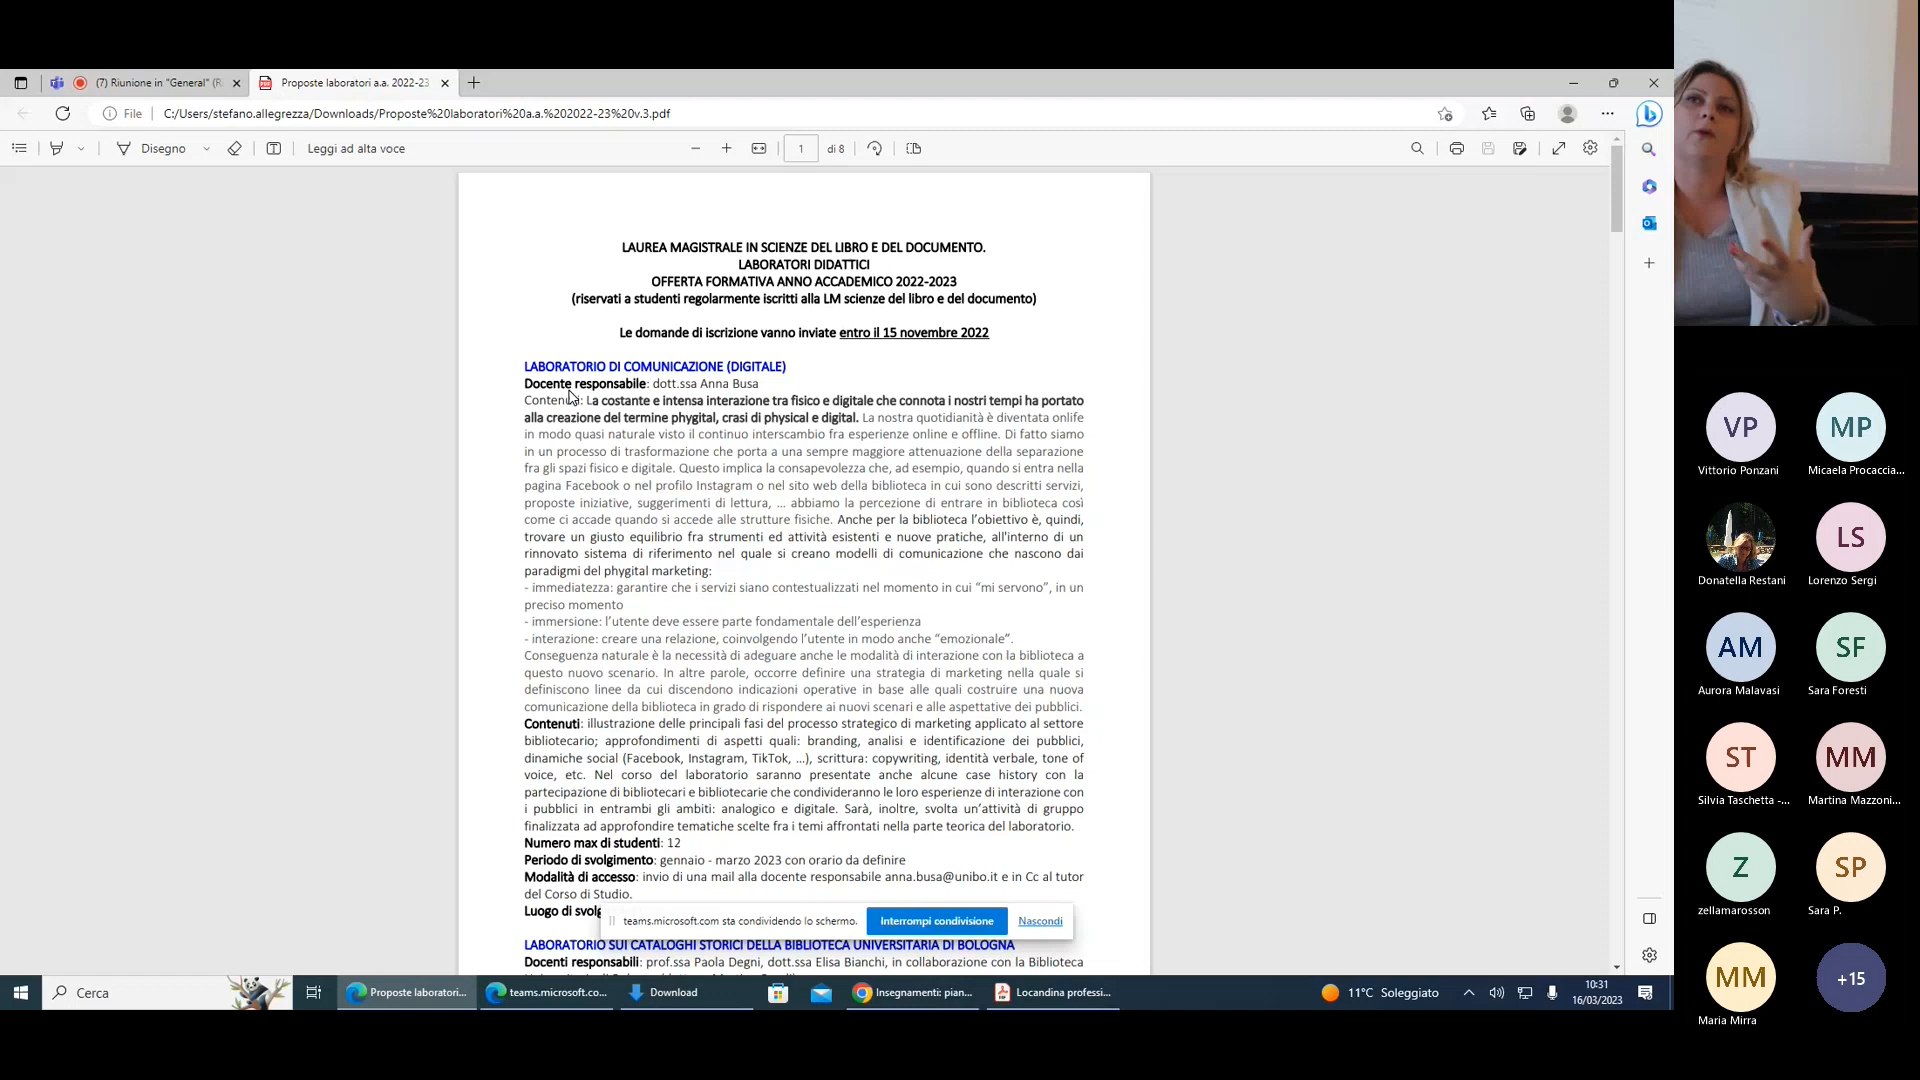 (7) Riunione in "General" (R
Proposte laboratori a.a. 2022-23
File
C:/Users/stefano.allegrezza/Downloads/Proposte%20laboratori%20a.a.%202022-23%20v.3.pdf
Disegno
Leggi ad alta voce
1
di 8
LAUREA MAGISTRALE IN SCIENZE DEL LIBRO E DEL DOCUMENTO.
LABORATORI DIDATTICI
OFFERTA FORMATIVA ANNO ACCADEMICO 2022-2023
(riservati a studenti regolarmente iscritti alla LM scienze del libro e del documento)
Le domande di iscrizione vanno inviate entro il 15 novembre 2022
LABORATORIO DI COMUNICAZIONE (DIGITALE)
Docente responsabile: dott.ssa Anna Busa
Contenuti: La costante e intensa interazione tra fisico e digitale che connota i nostri tempi ha portato
alla creazione del termine phygital, crasi di physical e digital. La nostra quotidianità è diventata onlife
in modo quasi naturale visto il continuo interscambio fra esperienze online e offline. Di fatto siamo
in un processo di trasformazione che porta a una sempre maggiore attenuazione della separazione
fra gli spazi fisico e digitale. Questo implica la consapevolezza che, ad esempio, quando si entra nella
pagina Facebook o nel profilo Instagram o nel sito web della biblioteca in cui sono descritti servizi,
proposte iniziative, suggerimenti di lettura, ... abbiamo la percezione di entrare in biblioteca così
come ci accade quando si accede alle strutture fisiche. Anche per la biblioteca l'obiettivo è, quindi,
trovare un giusto equilibrio fra strumenti ed attività esistenti e nuove pratiche, all'interno di un
rinnovato sistema di riferimento nel quale si creano modelli di comunicazione che nascono dai
paradigmi del phygital marketing:
- immediatezza: garantire che i servizi siano contestualizzati nel momento in cui "mi servono", in un
preciso momento
- immersione: l'utente deve essere parte fondamentale dell'esperienza
- interazione: creare una relazione, coinvolgendo l'utente in modo anche "emozionale".
Conseguenza naturale è la necessità di adeguare anche le modalità di interazione con la biblioteca a
questo nuovo scenario. In altre parole, occorre definire una strategia di marketing nella quale si
definiscono linee da cui discendono indicazioni operative in base alle quali costruire una nuova
comunicazione della biblioteca in grado di rispondere ai nuovi scenari e alle aspettative dei pubblici.
Contenuti: illustrazione delle principali fasi del processo strategico di marketing applicato al settore
bibliotecario; approfondimenti di aspetti quali: branding, analisi e identificazione dei pubblici,
dinamiche social (Facebook, Instagram, TikTok, ...), scrittura: copywriting, identità verbale, tone of
voice, etc. Nel corso del laboratorio saranno presentate anche alcune case history con la
partecipazione di bibliotecari e bibliotecarie che condivideranno le loro esperienze di interazione con
i pubblici in entrambi gli ambiti: analogico e digitale. Sarà, inoltre, svolta un'attività di gruppo
finalizzata ad approfondire tematiche scelte fra i temi affrontati nella parte teorica del laboratorio.
Numero max di studenti: 12
Periodo di svolgimento: gennaio - marzo 2023 con orario da definire
Modalità di accesso: invio di una mail alla docente responsabile anna.busa@unibo.it e in Cc al tutor
del Corso di Studio.
Luogo di svolg
teams.microsoft.com sta condividendo lo schermo.
Interrompi condivisione
Nascondi
LABORATORIO SUI CATALOGHI STORICI DELLA BIBLIOTECA UNIVERSITARIA DI BOLOGNA
Docenti responsabili: prof.ssa Paola Degni, dott.ssa Elisa Bianchi, in collaborazione con la Biblioteca
Cerca
Proposte laboratori...
teams.microsoft.co...
Download
Insegnamenti: pian...
Locandina professi...
11°C Soleggiato
10:31
16/03/2023
VP
Vittorio Ponzani
MP
Micaela Procaccia...
Donatella Restani
LS
Lorenzo Sergi
AM
Aurora Malavasi
SF
Sara Foresti
ST
Silvia Taschetta -...
MM
Martina Mazzoni...
Z
zellamarosson
SP
Sara P.
MM
Maria Mirra
+15